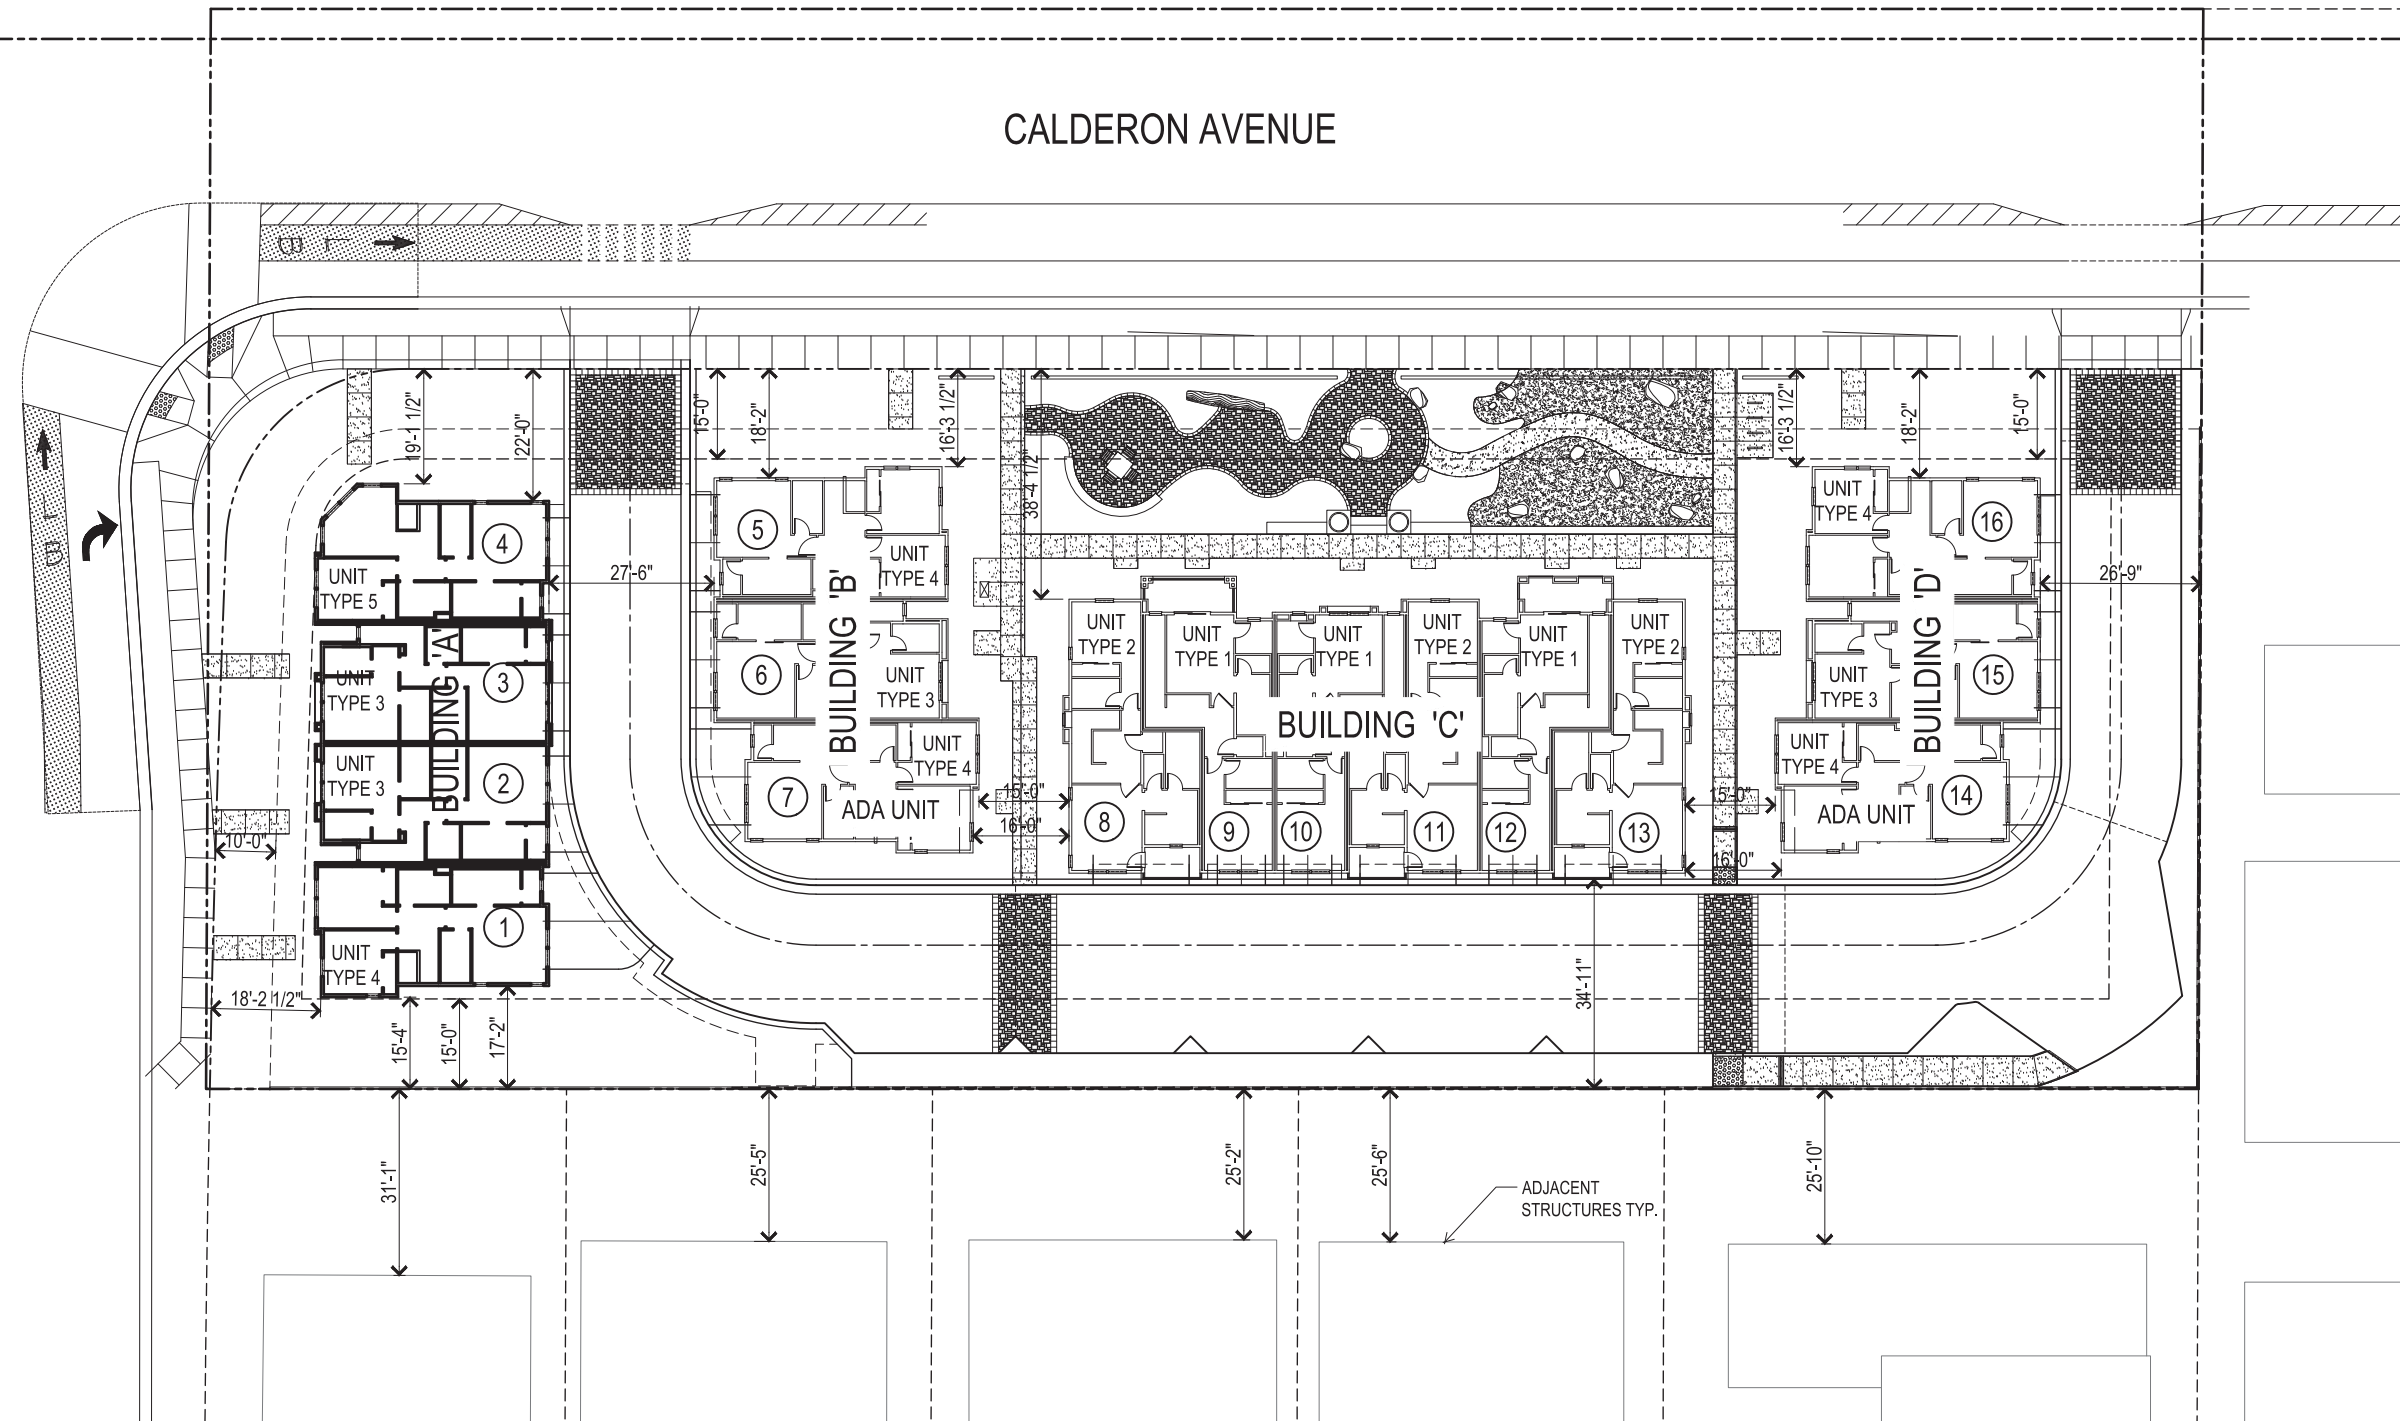 CALDERON AVENUE
B L
B L
19'-1 1/2"
22'-0"
15'-0"
18'-2"
16'-3 1/2"
38'-4 1/2"
16'-3 1/2"
18'-2"
15'-0"
4
UNIT
TYPE 5
BUILDING 'A'
3
UNIT
TYPE 3
2
UNIT
TYPE 3
10'-0"
1
UNIT
TYPE 4
18'-2 1/2"
15'-4"
15'-0"
17'-2"
27'-6"
5
UNIT
TYPE 4
BUILDING 'B'
6
UNIT
TYPE 3
UNIT
TYPE 4
7
ADA UNIT
15'-0"
16'-0"
UNIT
TYPE 2
UNIT
TYPE 1
UNIT
TYPE 1
UNIT
TYPE 2
UNIT
TYPE 1
UNIT
TYPE 2
BUILDING 'C'
8
9
10
11
12
13
15'-0"
16'-0"
34'-11"
UNIT
TYPE 4
16
BUILDING 'D'
26'-9"
UNIT
TYPE 3
15
UNIT
TYPE 4
14
ADA UNIT
31'-1"
25'-5"
25'-2"
25'-6"
25'-10"
ADJACENT
STRUCTURES TYP.